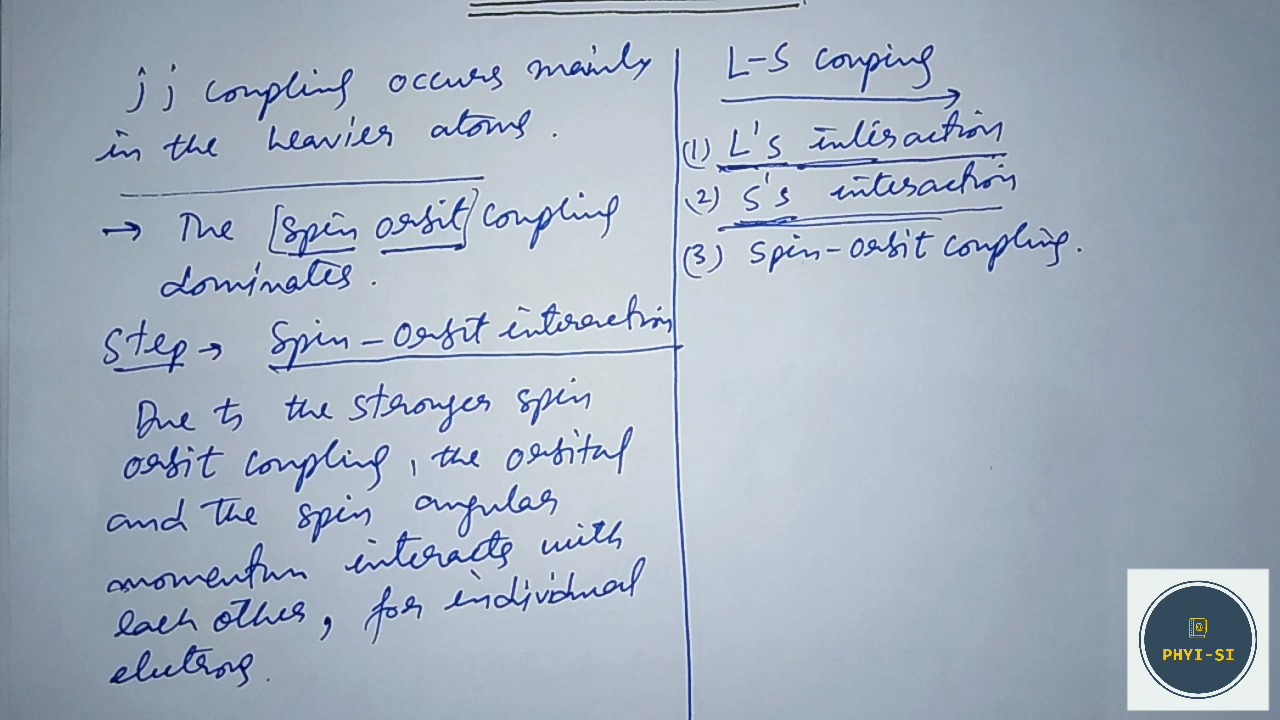 jj coupling occurs mainly
in the heavier atoms.
→ The [spin orbit] coupling
dominates.
Step → Spin-orbit interaction
Due to the stronger spin
orbit coupling, the orbital
and the spin angular
momentum interacts with
each other, for individual
electrons.
L-S couping
(1) L's interaction
(2) S's interaction
(3) Spin-orbit coupling.
PHYI-SI